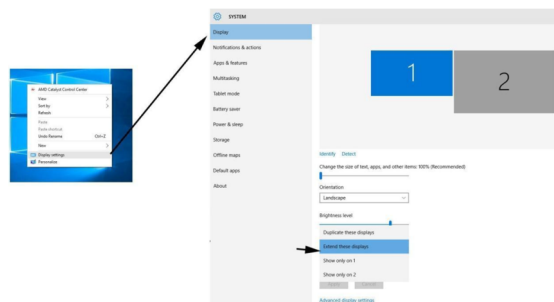 AMD Catalyst Control Center
View
Sort by
Refresh
Paste
Paste shortcut
Undo Rename Ctrl+Z
New
Display settings
Personalize
SYSTEM
Display
Notifications & actions
Apps & features
Multitasking
Tablet mode
Battery saver
Power & sleep
Storage
Offline maps
Default apps
About
1
2
Identify Detect
Change the size of text, apps, and other items: 100% (Recommended)
Orientation
Landscape
Brightness level
Duplicate these displays
Extend these displays
Show only on 1
Show only on 2
Advanced display settings